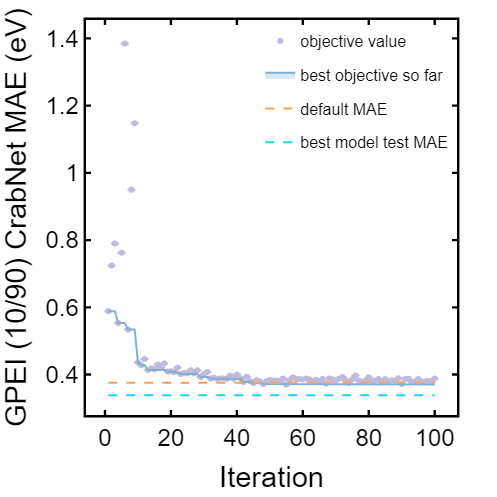 GPEI (10/90) CrabNet MAE (eV)
1.4
1.2
1
0.8
0.6
0.4
objective value
best objective so far
default MAE
best model test MAE
0 20 40 60 80 100
Iteration